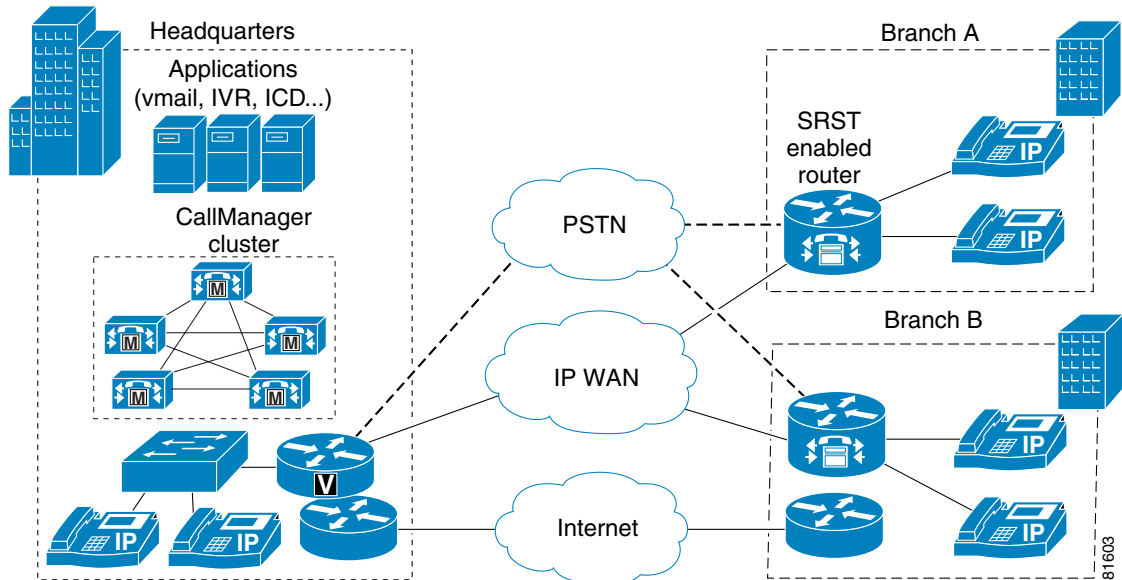 Headquarters
Applications
(vmail, IVR, ICD...)
CallManager
cluster
M
M
M
M
M
V
IP
IP
PSTN
IP WAN
Internet
Branch A
SRST
enabled
router
IP
IP
Branch B
IP
IP
81603